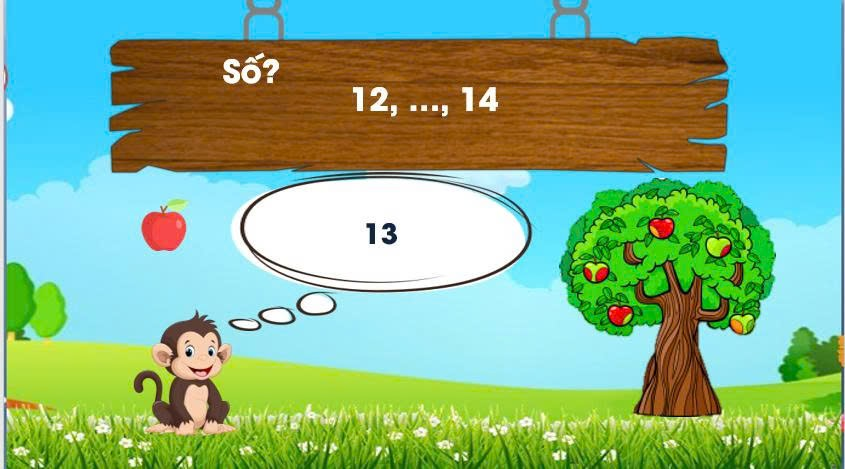 Số?
12, ..., 14
13